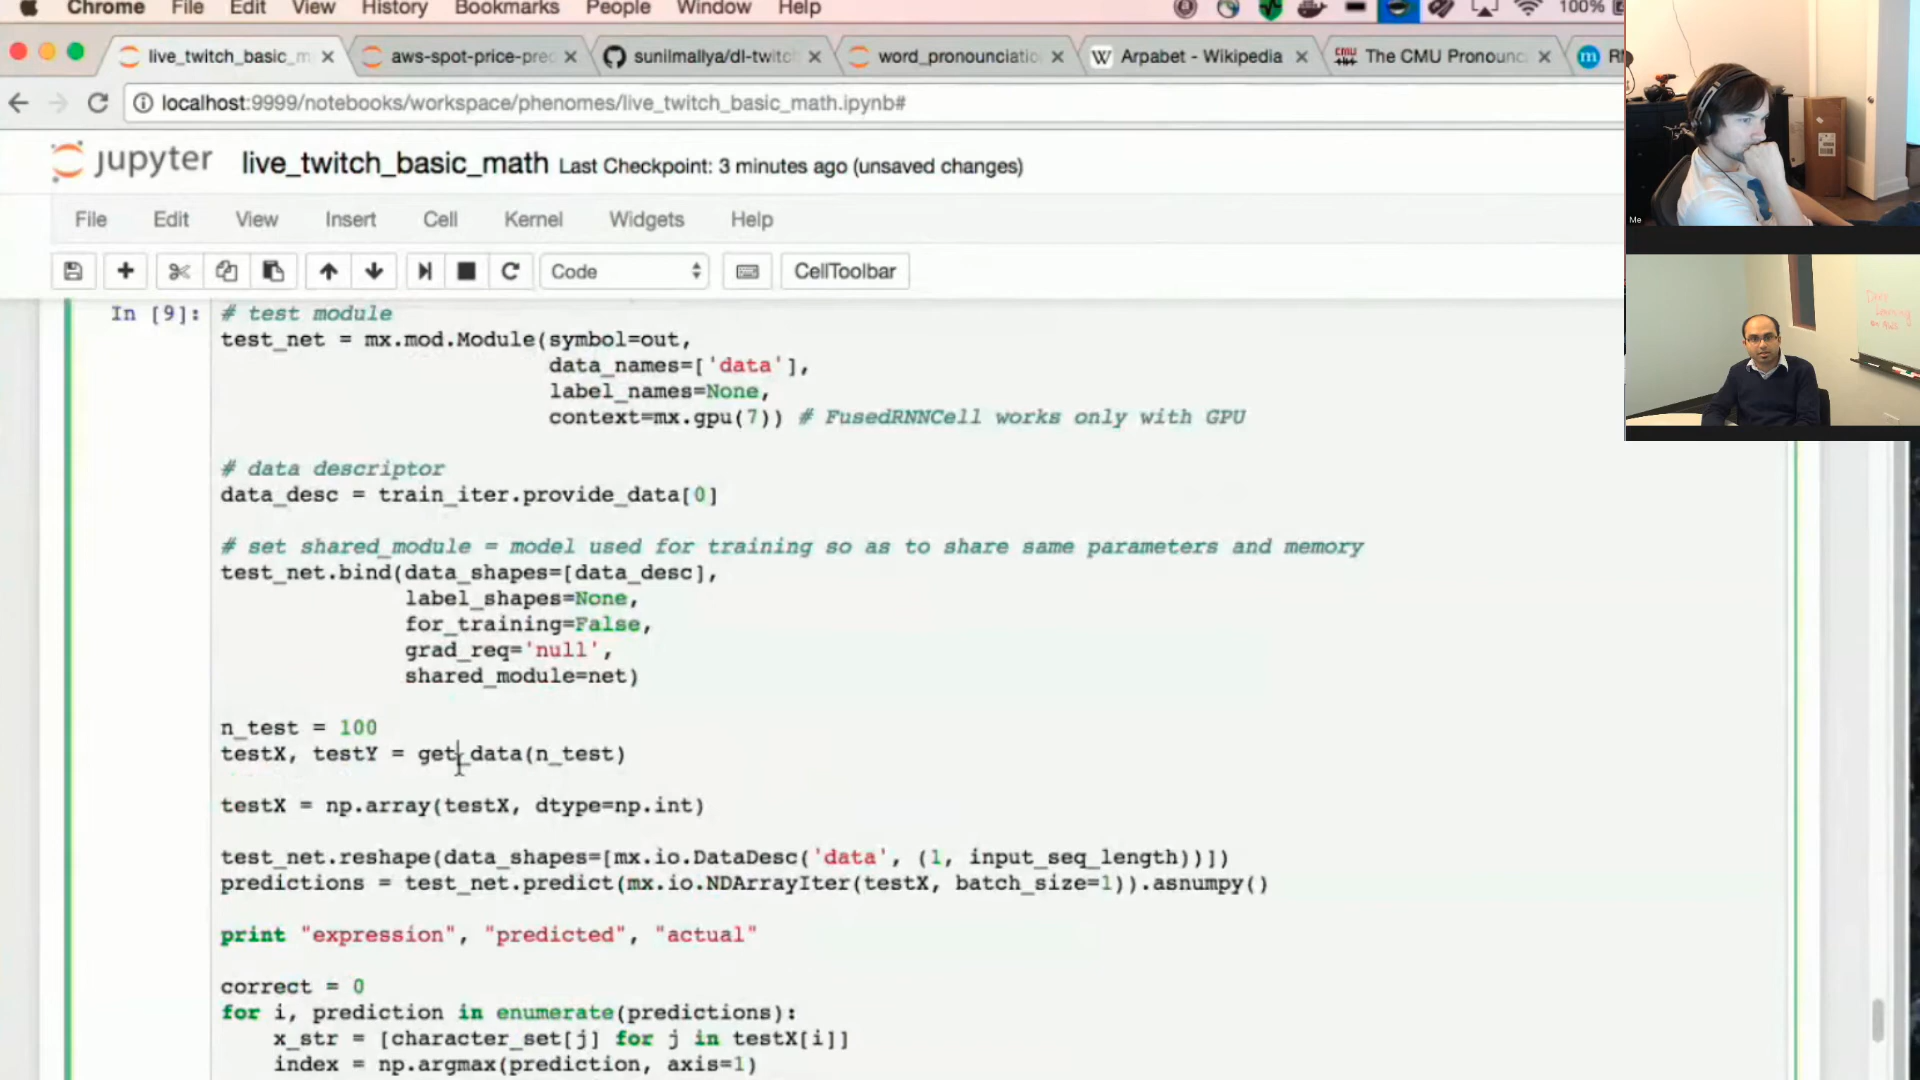 Chrome File Edit View History Bookmarks People Window Help 100%
live_twitch_basic_m aws-spot-price-pred sunilmallya/dl-twitc word_pronounciatio Arpabet - Wikipedia The CMU Pronounc
localhost:9999/notebooks/workspace/phenomes/live_twitch_basic_math.ipynb#
jupyter live_twitch_basic_math Last Checkpoint: 3 minutes ago (unsaved changes)
File Edit View Insert Cell Kernel Widgets Help
Code CellToolbar
Me
In [9]: # test module
test_net = mx.mod.Module(symbol=out,
data_names=['data'],
label_names=None,
context=mx.gpu(7)) # FusedRNNCell works only with GPU
# data descriptor
data_desc = train_iter.provide_data[0]
# set shared_module = model used for training so as to share same parameters and memory
test_net.bind(data_shapes=[data_desc],
label_shapes=None,
for_training=False,
grad_req='null',
shared_module=net)
n_test = 100
testX, testY = get_data(n_test)
testX = np.array(testX, dtype=np.int)
test_net.reshape(data_shapes=[mx.io.DataDesc('data', (1, input_seq_length))])
predictions = test_net.predict(mx.io.NDArrayIter(testX, batch_size=1)).asnumpy()
print "expression", "predicted", "actual"
correct = 0
for i, prediction in enumerate(predictions):
x_str = [character_set[j] for j in testX[i]]
index = np.argmax(prediction, axis=1)